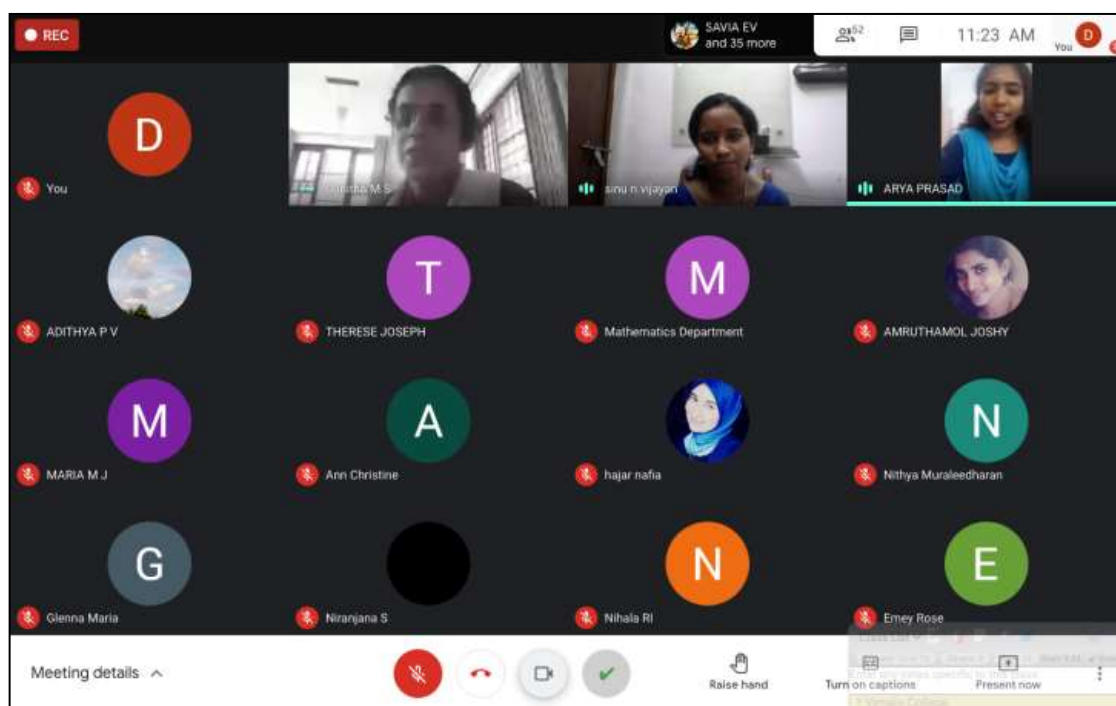 REC
SAVIA EV
and 35 more
52
11:23 AM
You
D
D
You
M S
sinu n vijayan
ARYA PRASAD
ADITHYA P V
T
THERESE JOSEPH
M
Mathematics Department
AMRUTHAMOL JOSHY
M
MARIA M J
A
Ann Christine
hajar nafia
N
Nithya Muraleedharan
G
Glenna Maria
Niranjana S
N
Nihala RI
E
Emey Rose
Meeting details
Raise hand
Turn on captions
Present now